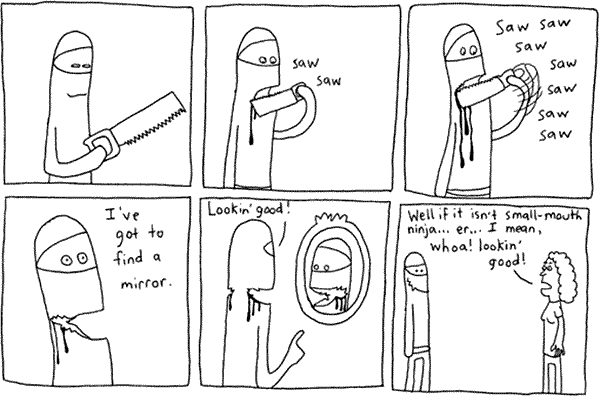 saw
saw
Saw saw
saw
saw
saw
saw
saw
I've
got to
find a
mirror.
Lookin' good!
Well if it isn't small-mouth
ninja... er... I mean,
whoa! lookin'
good!